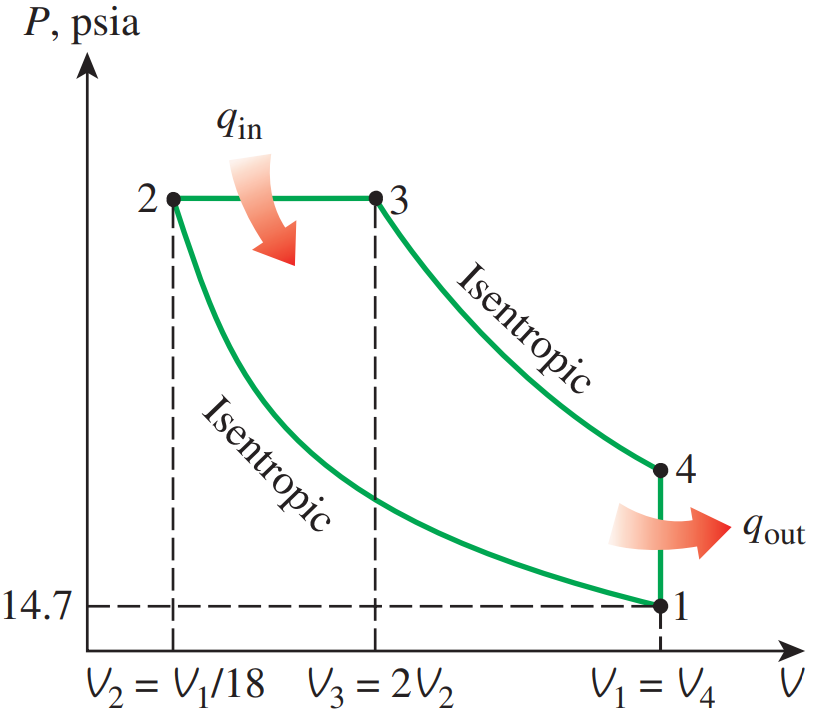 P, psia
q_in
2
3
Isentropic
Isentropic
4
q_out
14.7
1
V₂ = V₁/18
V₃ = 2V₂
V₁ = V₄
V